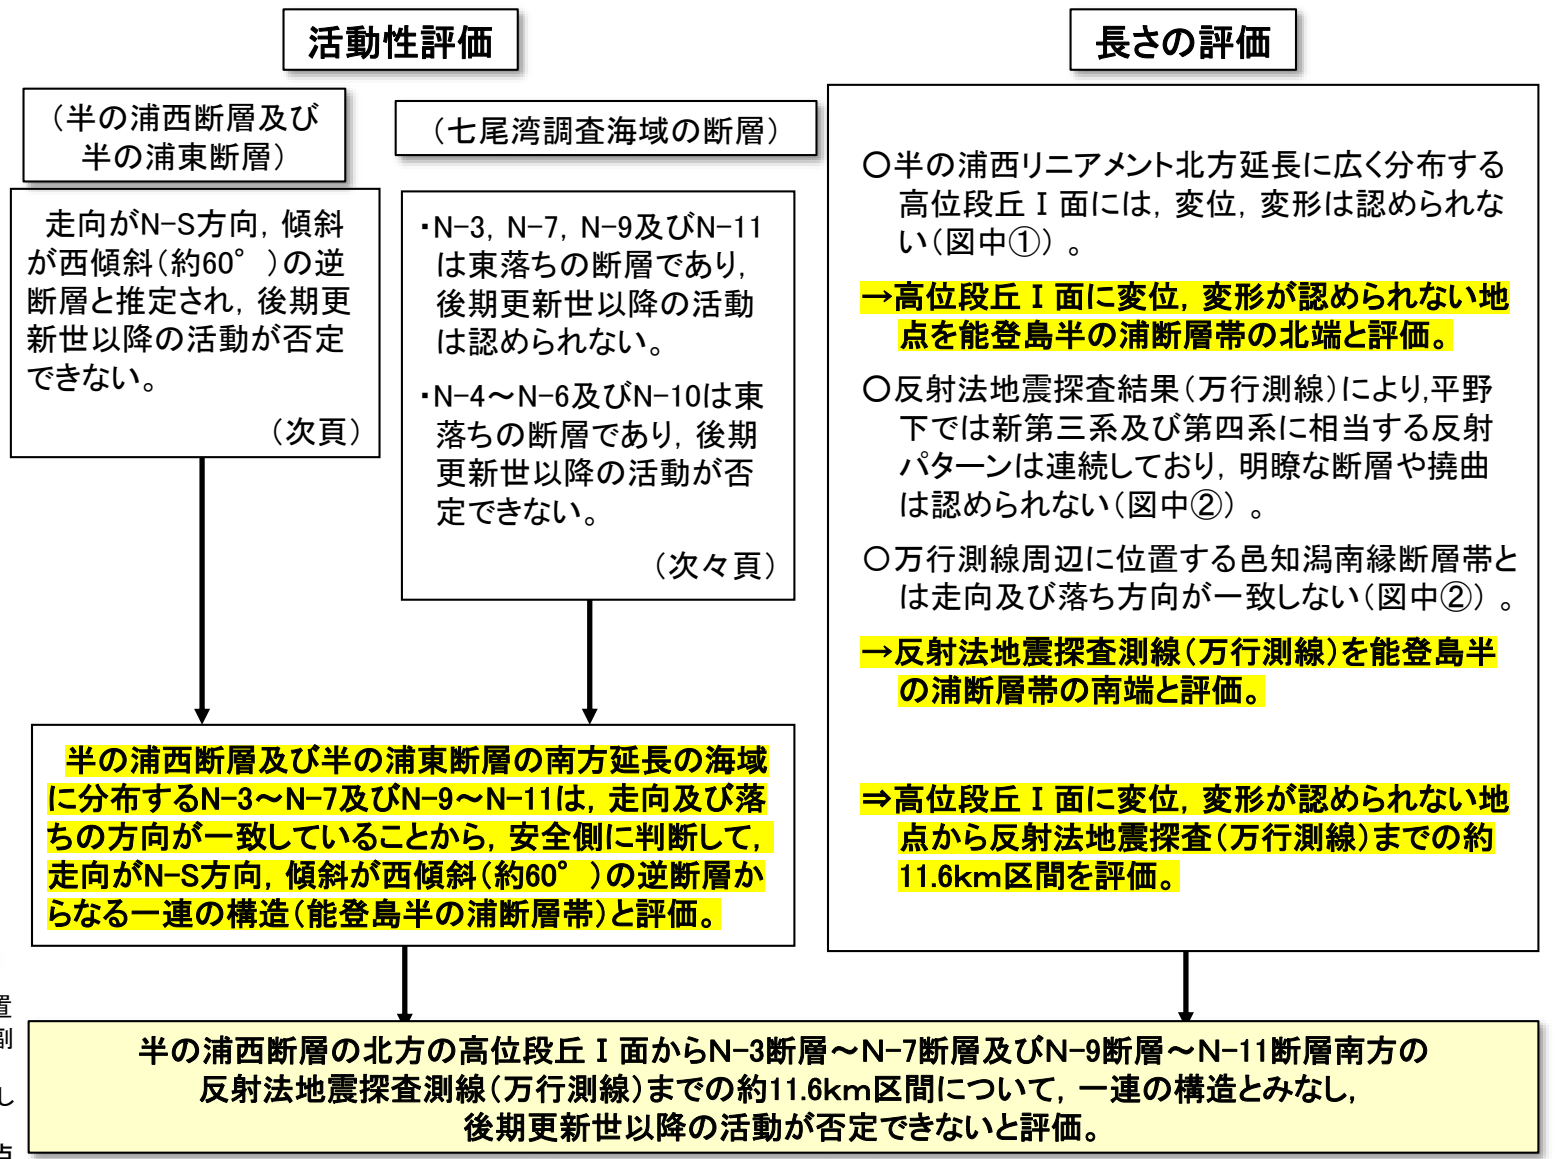 活動性評価
(半の浦西断層及び
半の浦東断層)
走向がN-S方向,傾斜
が西傾斜(約60°)の逆
断層と推定され,後期更
新世以降の活動が否定
できない。
(次頁)
(七尾湾調査海域の断層)
・N-3, N-7, N-9及びN-11
は東落ちの断層であり,
後期更新世以降の活動
は認められない。
・N-4~N-6及びN-10は東
落ちの断層であり,後期
更新世以降の活動が否
定できない。
(次々頁)
半の浦西断層及び半の浦東断層の南方延長の海域
に分布するN-3~N-7及びN-9~N-11は,走向及び落
ちの方向が一致していることから,安全側に判断して,
走向がN-S方向,傾斜が西傾斜(約60°)の逆断層か
らなる一連の構造(能登島半の浦断層帯)と評価。
長さの評価
○半の浦西リニアメント北方延長に広く分布する
高位段丘Ⅰ面には,変位,変形は認められな
い(図中①)。
→高位段丘Ⅰ面に変位,変形が認められない地
点を能登島半の浦断層帯の北端と評価。
○反射法地震探査結果(万行測線)により,平野
下では新第三系及び第四系に相当する反射
パターンは連続しており,明瞭な断層や撓曲
は認められない(図中②)。
○万行測線周辺に位置する邑知潟南縁断層帯と
は走向及び落ち方向が一致しない(図中②)。
→反射法地震探査測線(万行測線)を能登島半
の浦断層帯の南端と評価。
⇒高位段丘Ⅰ面に変位,変形が認められない地
点から反射法地震探査(万行測線)までの約
11.6km区間を評価。
置
副
し
半の浦西断層の北方の高位段丘Ⅰ面からN-3断層~N-7断層及びN-9断層~N-11断層南方の
反射法地震探査測線(万行測線)までの約11.6km区間について,一連の構造とみなし,
後期更新世以降の活動が否定できないと評価。